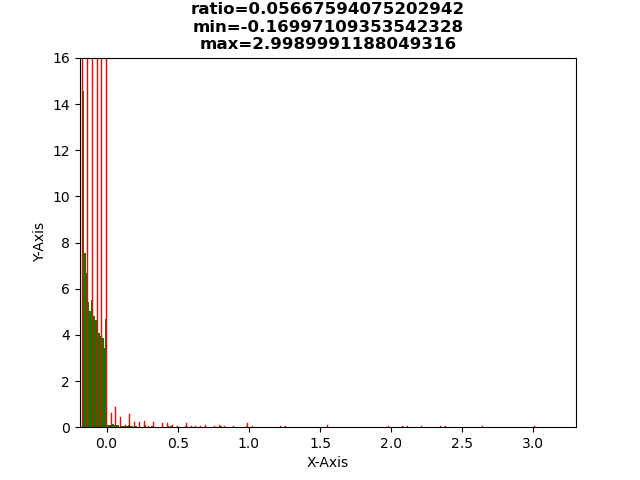 ratio=0.05667594075202942
min=-0.16997109353542328
max=2.9989991188049316
16
14
12
10
8
6
4
2
0
Y-Axis
0.0 0.5 1.0 1.5 2.0 2.5 3.0
X-Axis